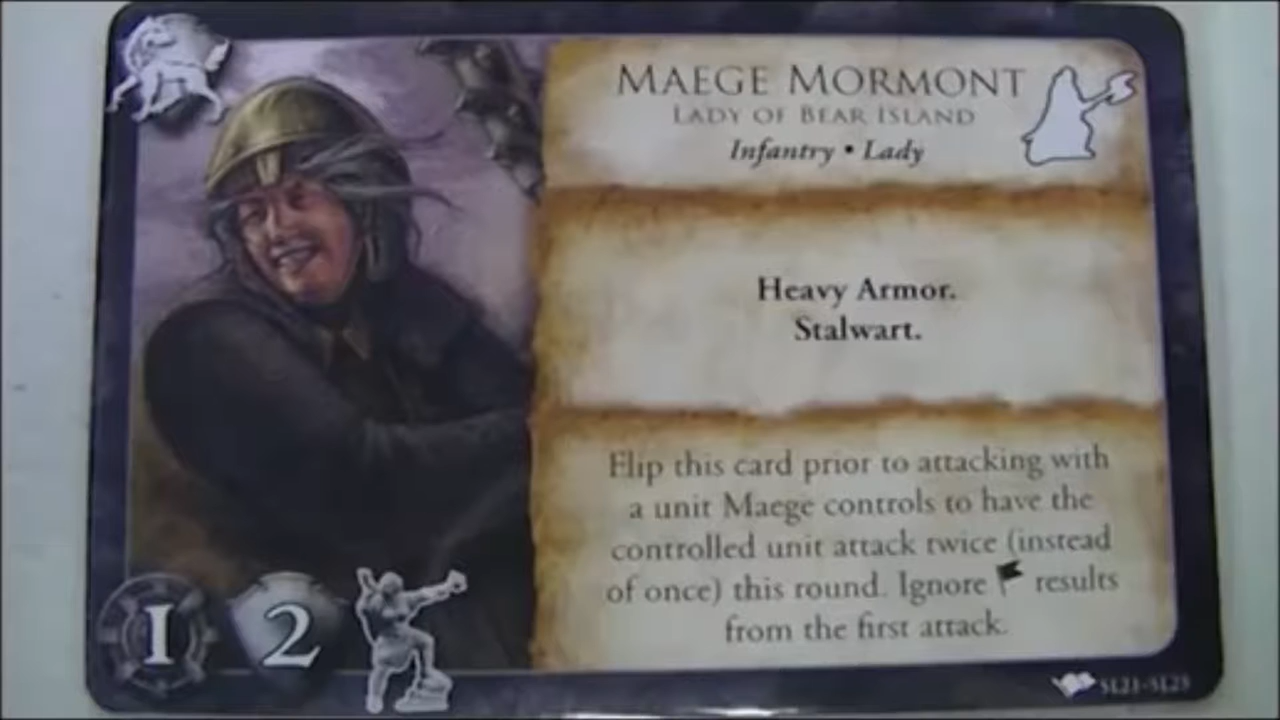 MAEGE MORMONT
LADY OF BEAR ISLAND
Infantry • Lady
Heavy Armor.
Stalwart.
Flip this card prior to attacking with
a unit Maege controls to have the
controlled unit attack twice (instead
of once) this round. Ignore results
from the first attack.
1 2
SL21-SL23